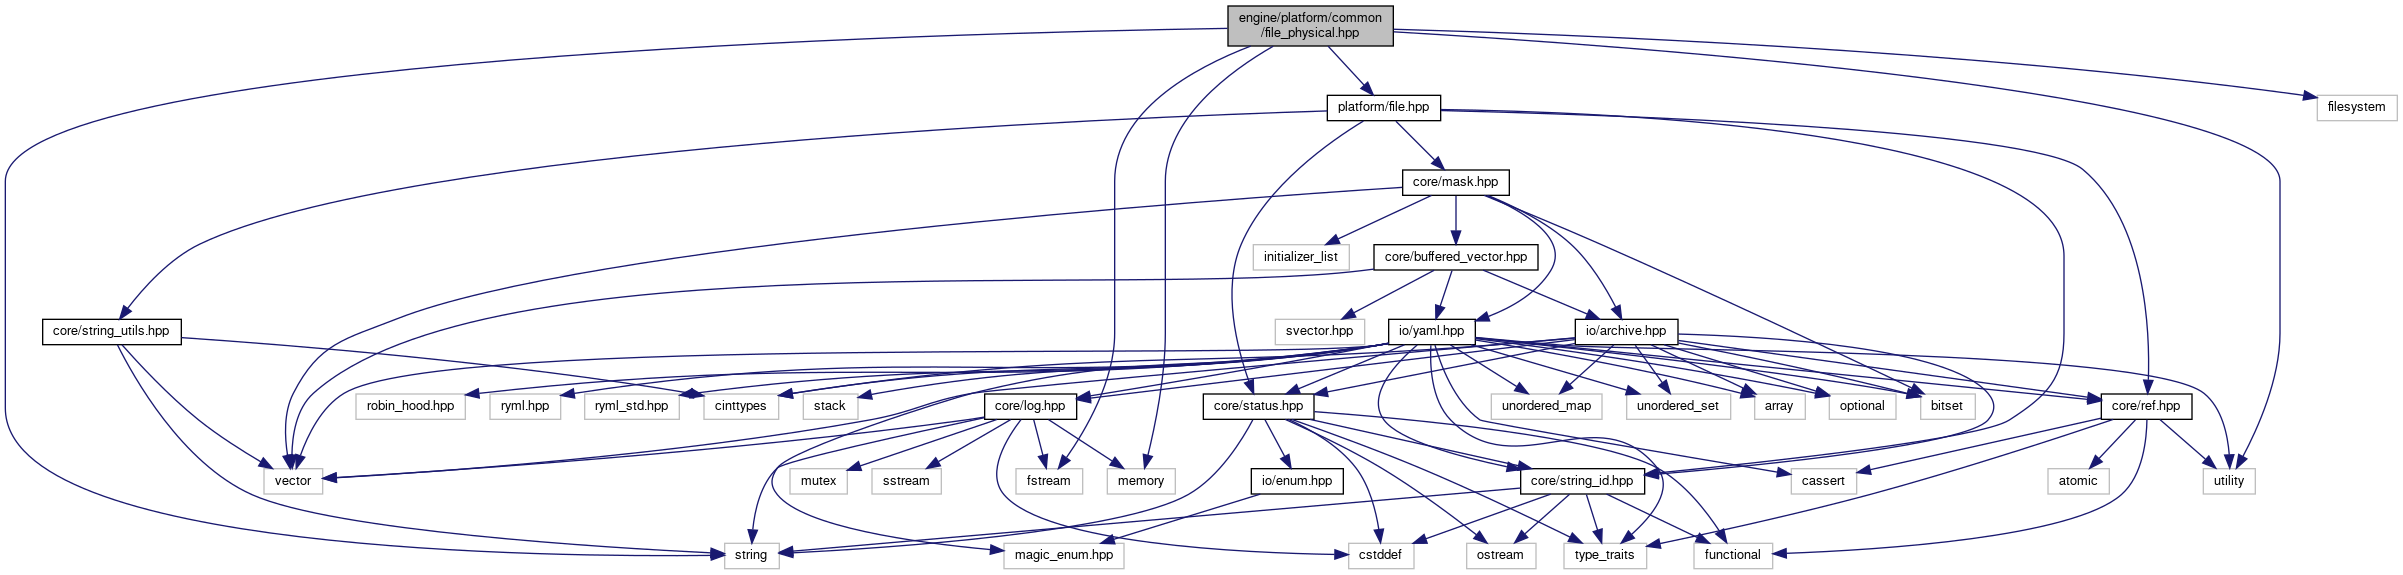 engine/platform/common
/file_physical.hpp
platform/file.hpp
filesystem
core/mask.hpp
initializer_list
core/buffered_vector.hpp
core/string_utils.hpp
svector.hpp
io/yaml.hpp
io/archive.hpp
robin_hood.hpp
ryml.hpp
ryml_std.hpp
cinttypes
stack
core/log.hpp
core/status.hpp
unordered_map
unordered_set
array
optional
bitset
core/ref.hpp
vector
mutex
sstream
fstream
memory
io/enum.hpp
core/string_id.hpp
cassert
atomic
utility
string
magic_enum.hpp
cstddef
ostream
type_traits
functional